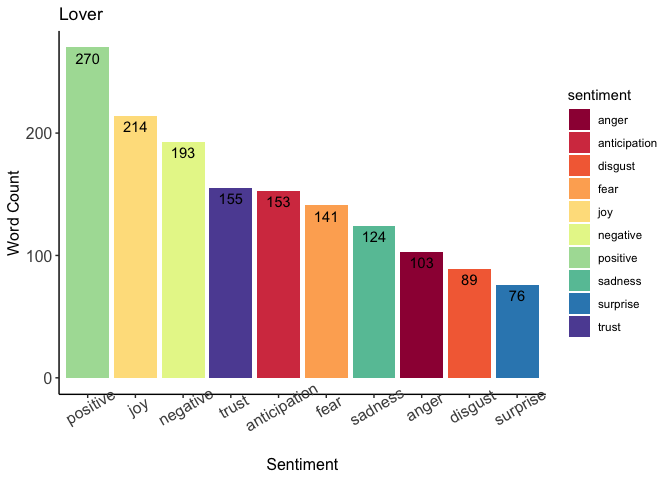 Lover
Word Count
200
100
0
270
214
193
155
153
141
124
103
89
76
positive
joy
negative
trust
anticipation
fear
sadness
anger
disgust
surprise
Sentiment
sentiment
anger
anticipation
disgust
fear
joy
negative
positive
sadness
surprise
trust